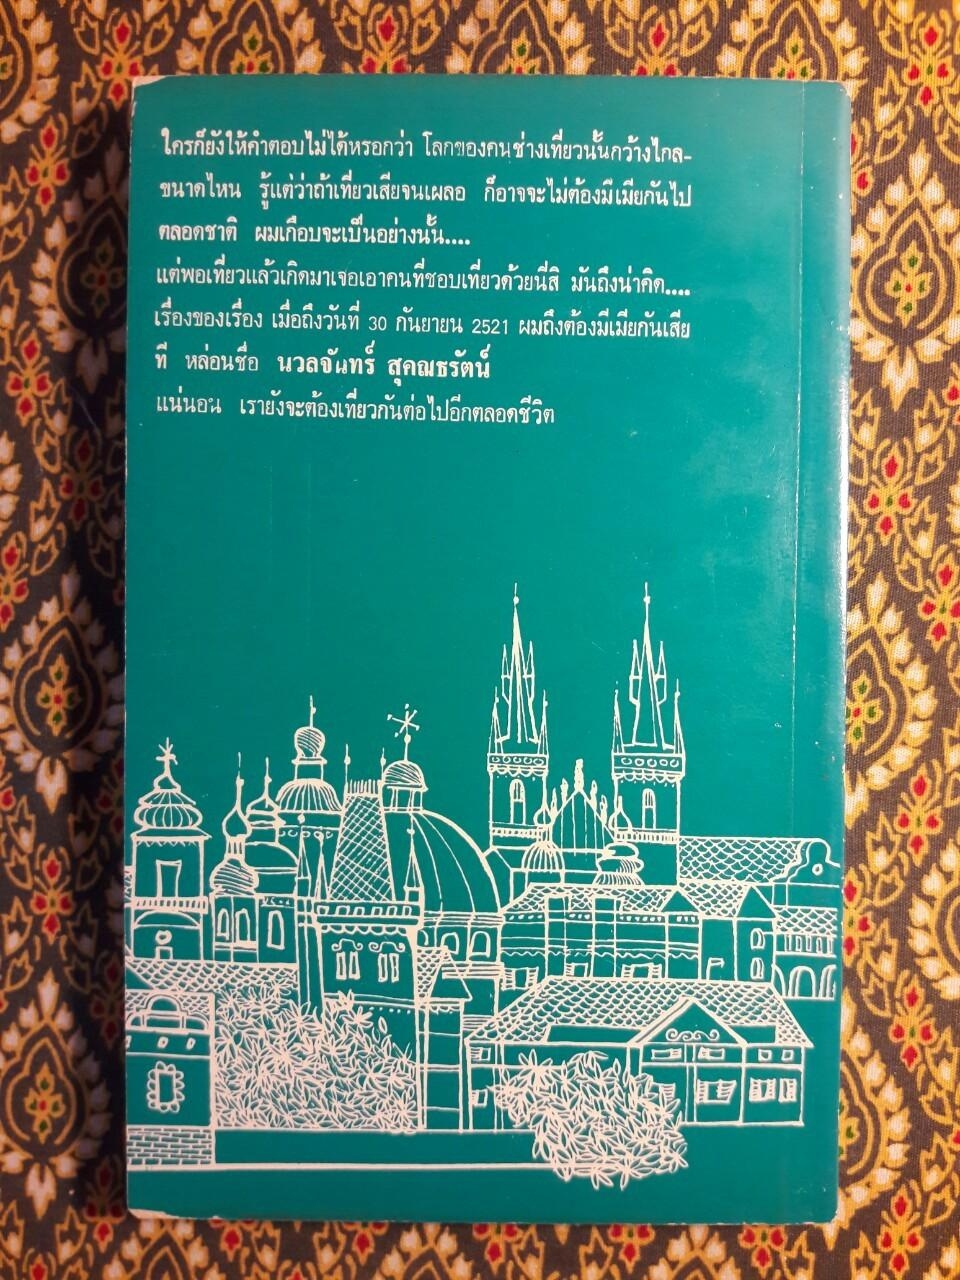 ใครก็ยังให้คำตอบไม่ได้หรอกว่า โลกของคนช่างเที่ยวนั้นกว้างไกล-
ขนาดไหน รู้แต่ว่าถ้าเที่ยวเสียจนเผลอ ก็อาจจะไม่ต้องมีเมียกันไป
ตลอดชาติ ผมเกือบจะเป็นอย่างนั้น....
แต่พอเที่ยวแล้วเกิดมาเจอเอาคนที่ชอบเที่ยวด้วยนี่สิ มันถึงน่าคิด....
เรื่องของเรื่อง เมื่อถึงวันที่ 30 กันยายน 2521 ผมถึงต้องมีเมียกันเสีย
ที หล่อนชื่อ นวลจันทร์ สุคณธรัตน์
แน่นอน เรายังจะต้องเที่ยวกันต่อไปอีกตลอดชีวิต